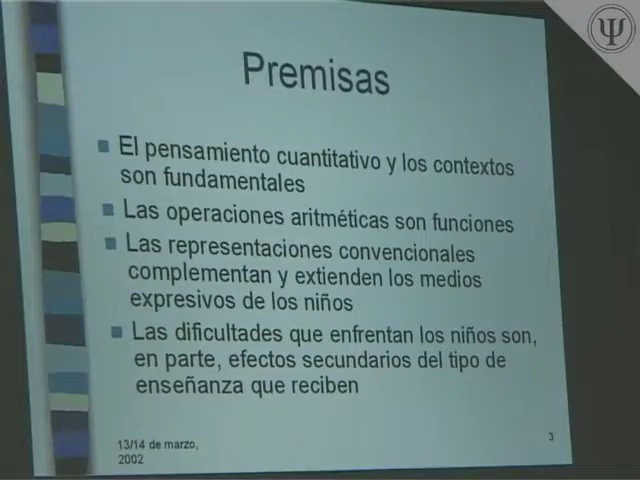 Ψ
Premisas
El pensamiento cuantitativo y los contextos
son fundamentales
Las operaciones aritméticas son funciones
Las representaciones convencionales
complementan y extienden los medios
expresivos de los niños
Las dificultades que enfrentan los niños son,
en parte, efectos secundarios del tipo de
enseñanza que reciben
13/14 de marzo,
2002
3